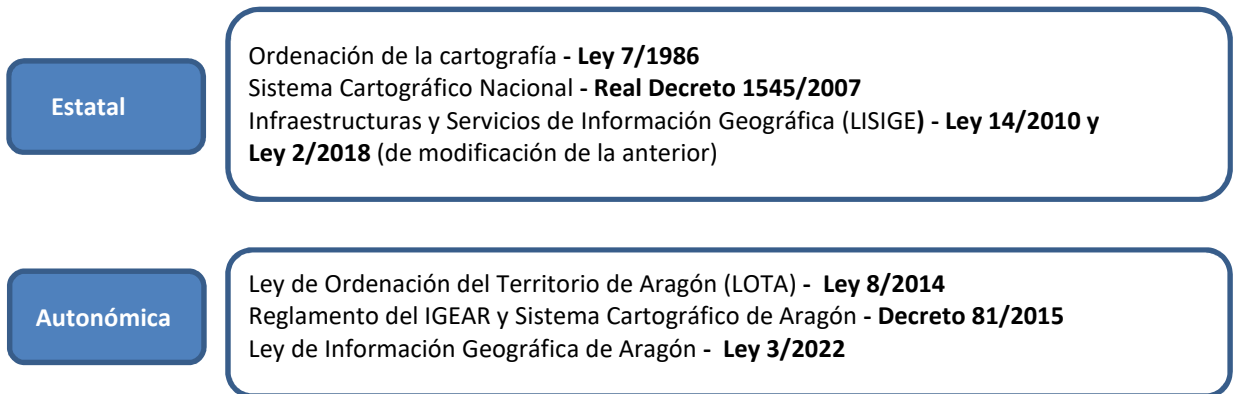 Estatal
Ordenación de la cartografía - Ley 7/1986
Sistema Cartográfico Nacional - Real Decreto 1545/2007
Infraestructuras y Servicios de Información Geográfica (LISIGE) - Ley 14/2010 y
Ley 2/2018 (de modificación de la anterior)
Autonómica
Ley de Ordenación del Territorio de Aragón (LOTA) - Ley 8/2014
Reglamento del IGEAR y Sistema Cartográfico de Aragón - Decreto 81/2015
Ley de Información Geográfica de Aragón - Ley 3/2022